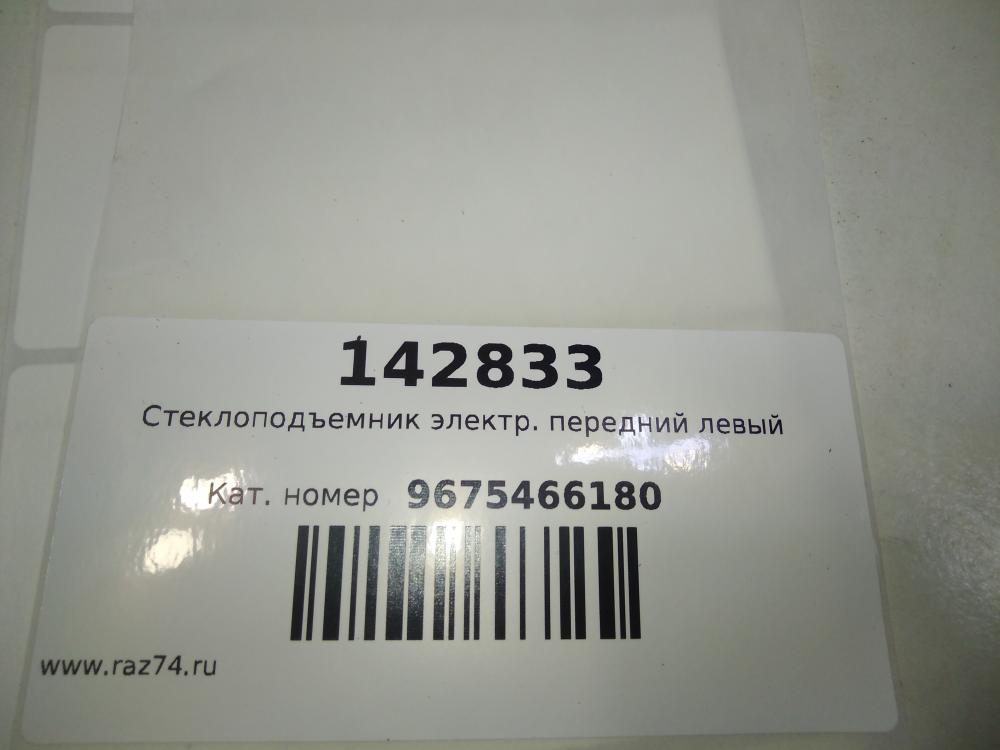 142833
Стеклоподъемник электр. передний левый
Кат. номер 9675466180
www.raz74.ru